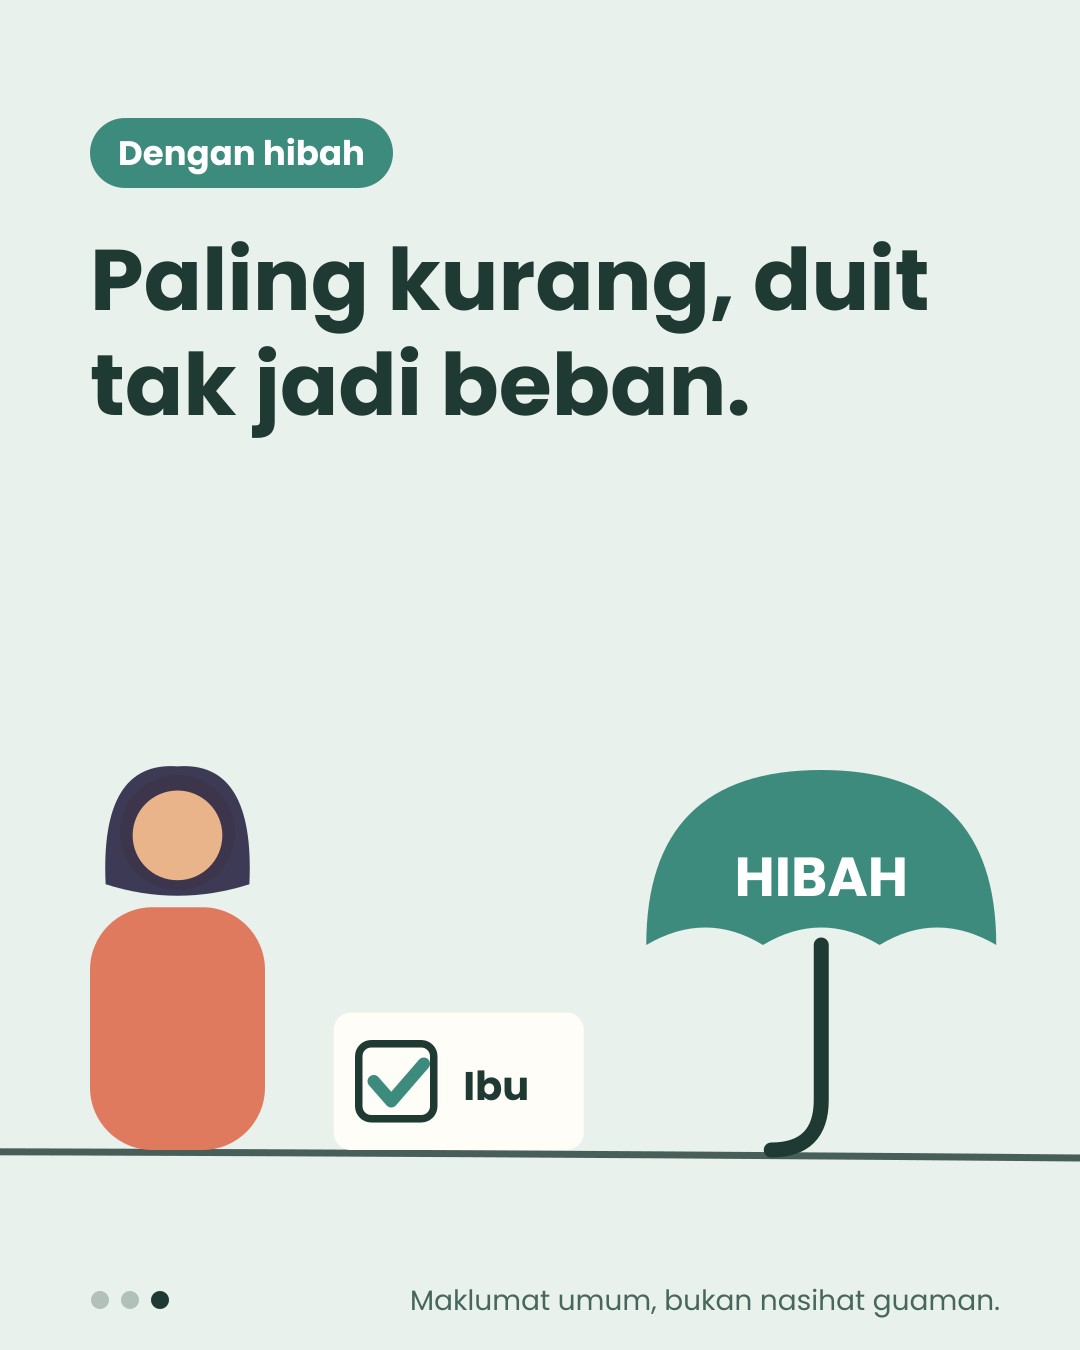 Dengan hibah
Paling kurang, duit
tak jadi beban.
HIBAH
Ibu
Maklumat umum, bukan nasihat guaman.